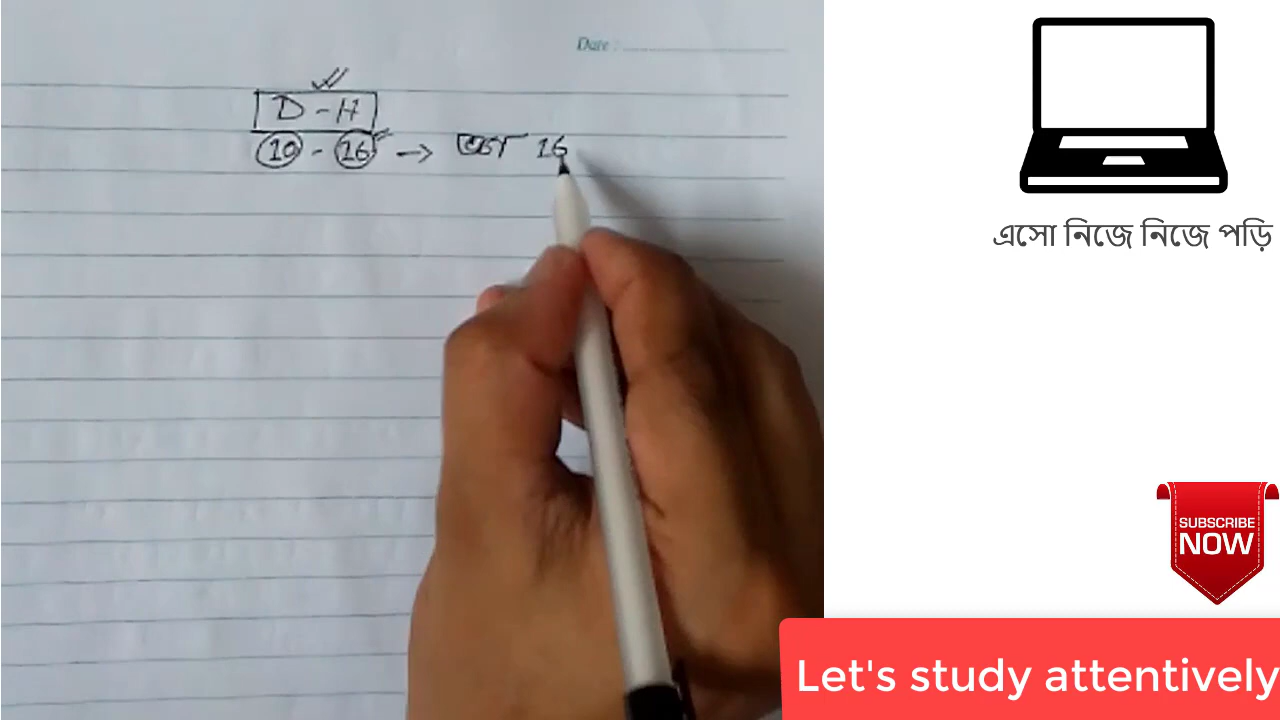 Date :
D - H
10 - 16 → ভাগ 16
এসো নিজে নিজে পড়ি
SUBSCRIBE
NOW
Let's study attentively